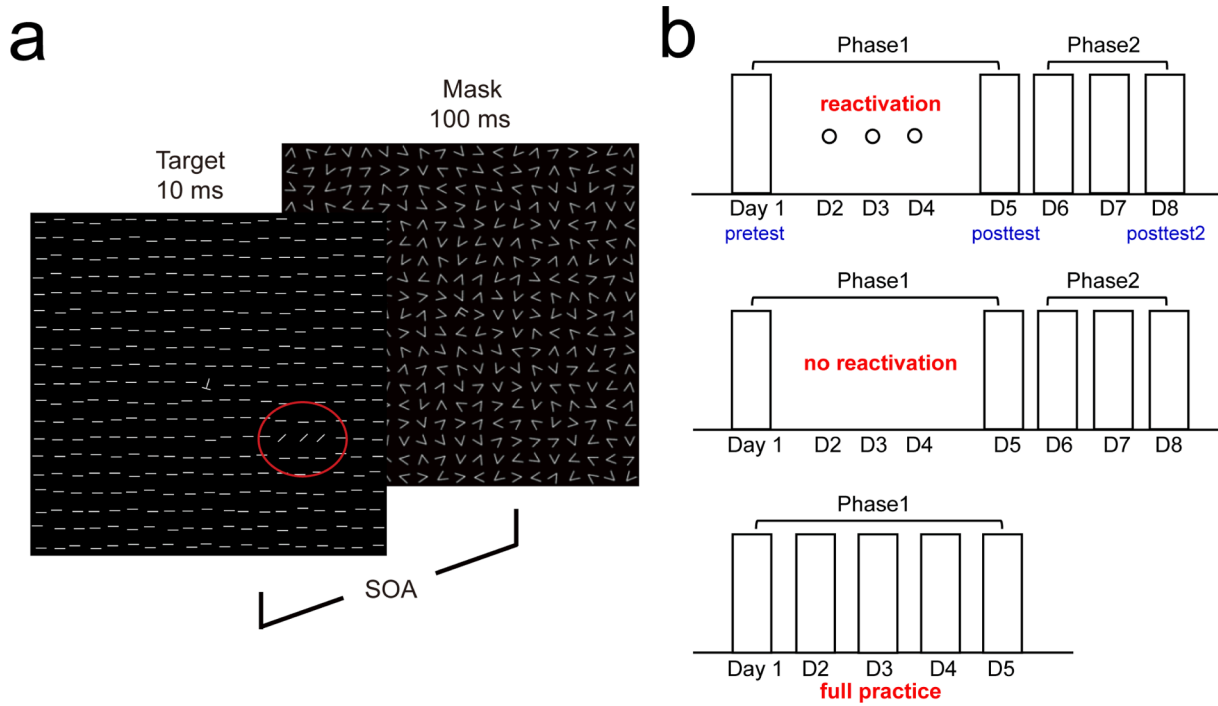 a
Mask
100 ms
Target
10 ms
SOA
b
Phase1 Phase2
reactivation
Day 1 D2 D3 D4 D5 D6 D7 D8
pretest posttest posttest2
Phase1 Phase2
no reactivation
Day 1 D2 D3 D4 D5 D6 D7 D8
Phase1
Day 1 D2 D3 D4 D5
full practice